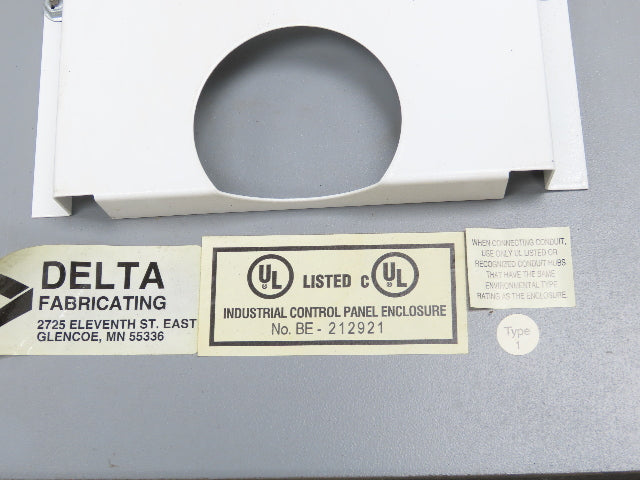 DELTA
FABRICATING
2725 ELEVENTH ST. EAST
GLENCOE, MN 55336
UL LISTED C UL
INDUSTRIAL CONTROL PANEL ENCLOSURE
No. BE - 212921
WHEN CONNECTING CONDUIT,
USE ONLY UL LISTED OR
RECOGNIZED CONDUIT HUBS
THAT HAVE THE SAME
ENVIRONMENTAL TYPE
RATING AS THE ENCLOSURE.
Type
1